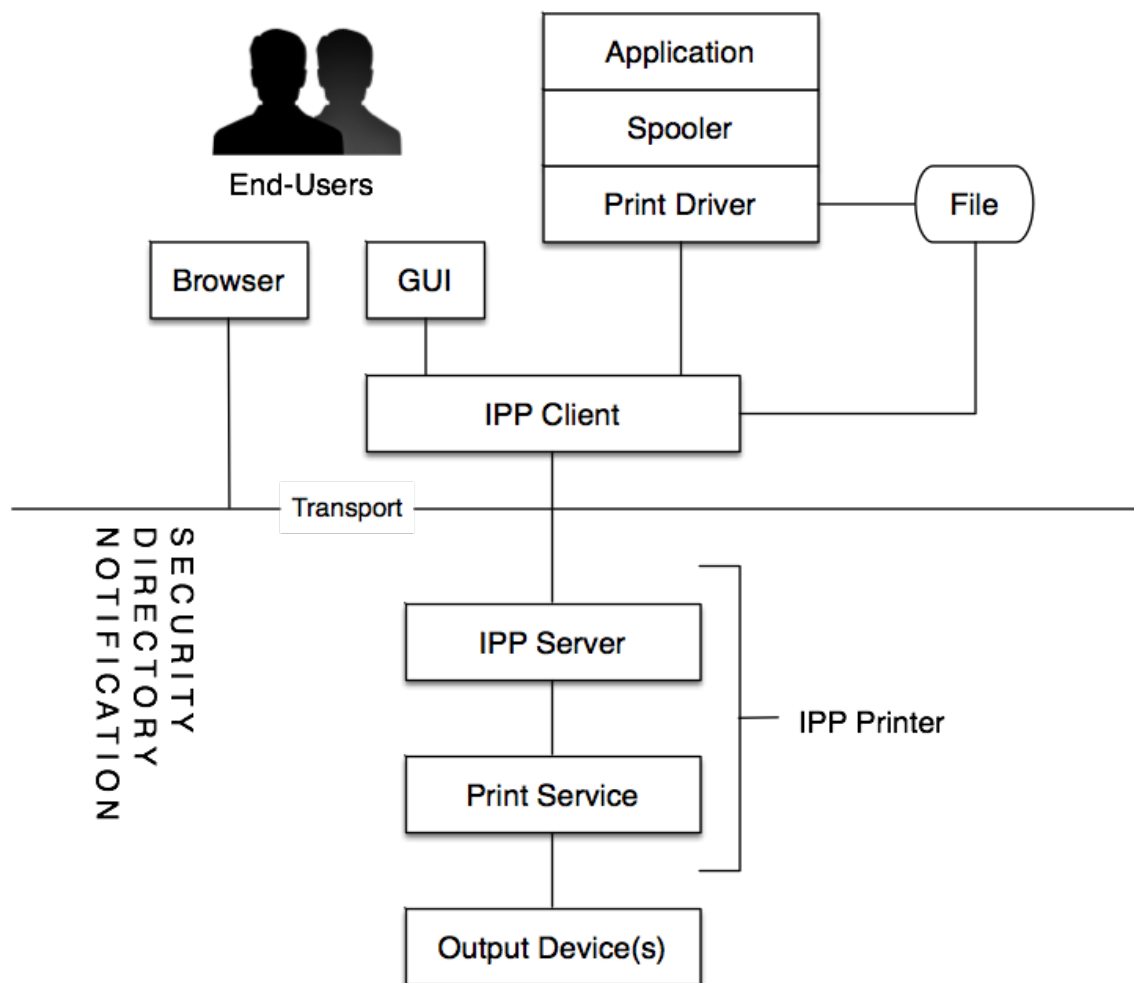 Application
Spooler
End-Users
Print Driver
File
Browser
GUI
IPP Client
Transport
SECURITY
DIRECTORY
NOTIFICATION
IPP Server
IPP Printer
Print Service
Output Device(s)